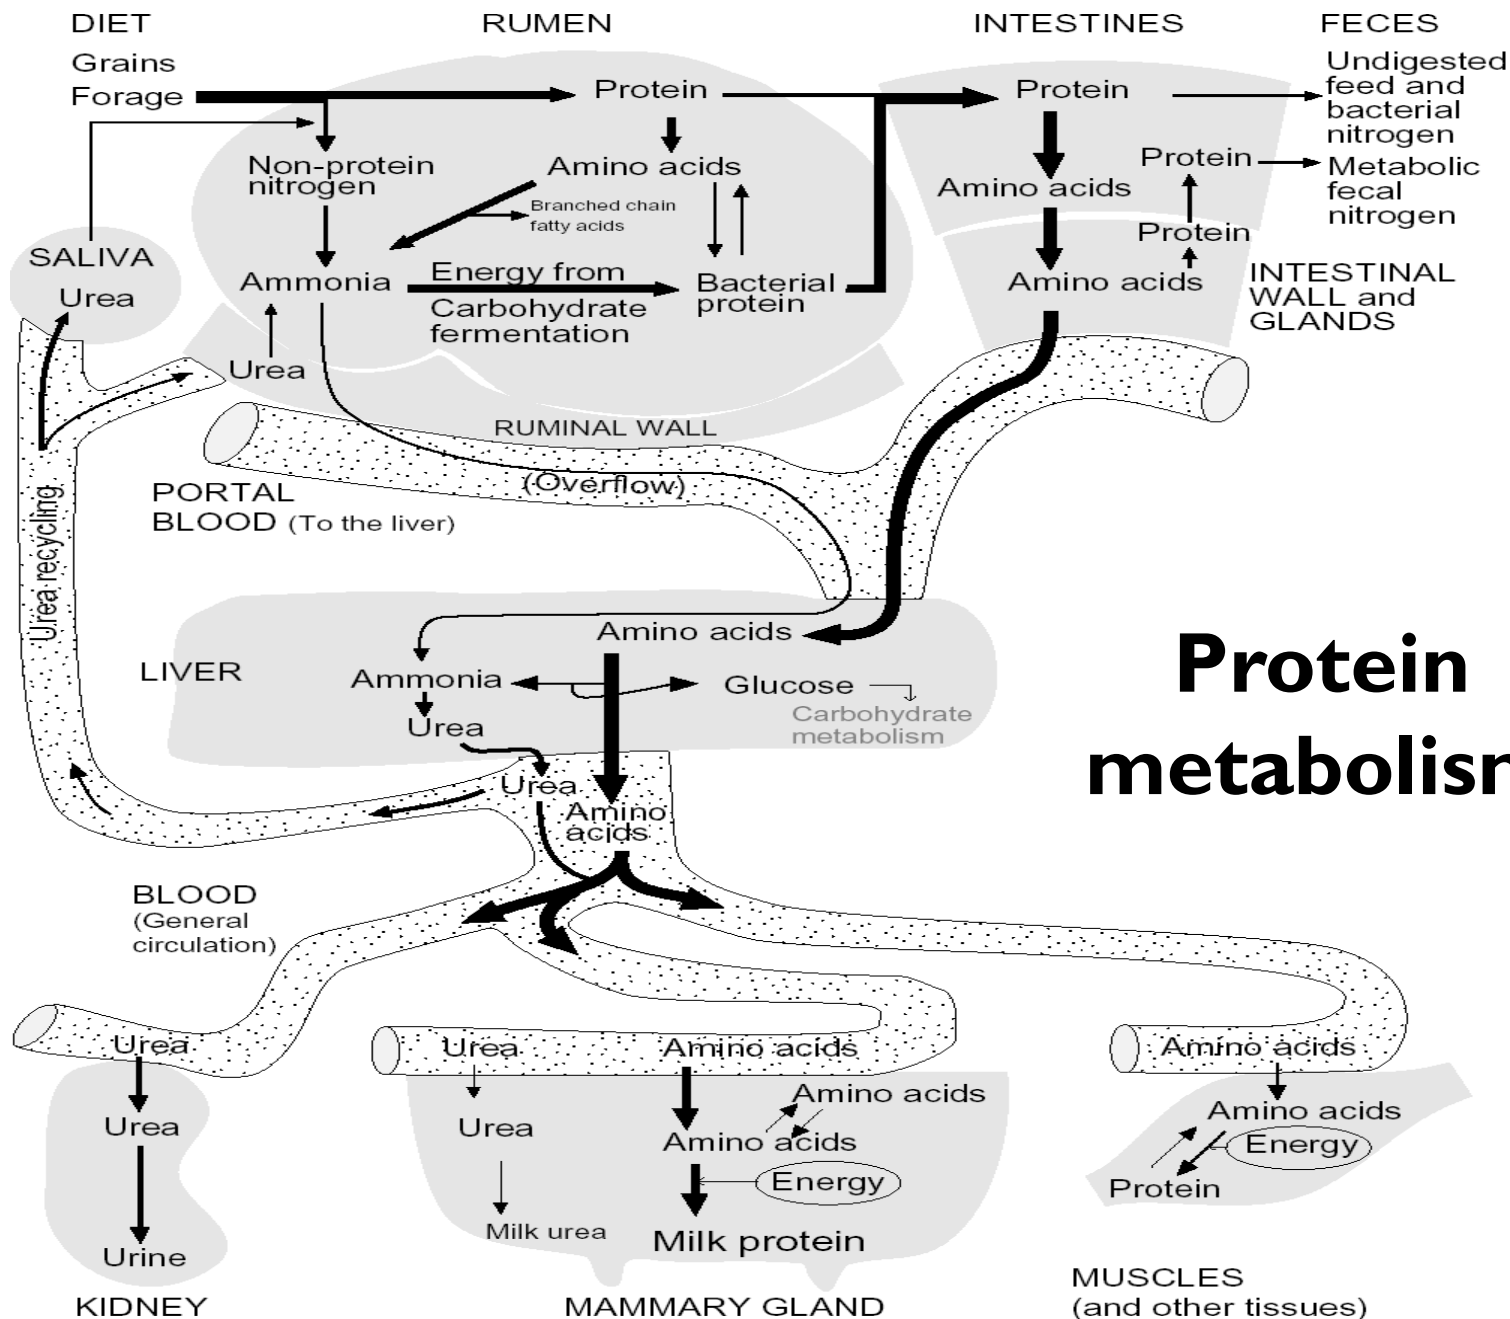 DIET
RUMEN
INTESTINES
FECES
Grains
Forage
Protein
Protein
Undigested
feed and
bacterial
nitrogen
Non-protein
nitrogen
Amino acids
Protein
Metabolic
fecal
nitrogen
Amino acids
Branched chain
fatty acids
Protein
SALIVA
Urea
Ammonia
Energy from
Carbohydrate
fermentation
Bacterial
protein
Amino acids
INTESTINAL
WALL and
GLANDS
Urea
RUMINAL WALL
(Overflow)
PORTAL
BLOOD (To the liver)
Urea recycling
LIVER
Amino acids
Ammonia
Glucose
Urea
Carbohydrate
metabolism
Protein
Urea
Amino
acids
BLOOD
(General
circulation)
Urea
Urea
Amino acids
Amino acids
Urea
Urea
Amino acids
Amino acids
Amino acids
Energy
Energy
Protein
Urine
Milk urea
Milk protein
KIDNEY
MAMMARY GLAND
MUSCLES
(and other tissues)